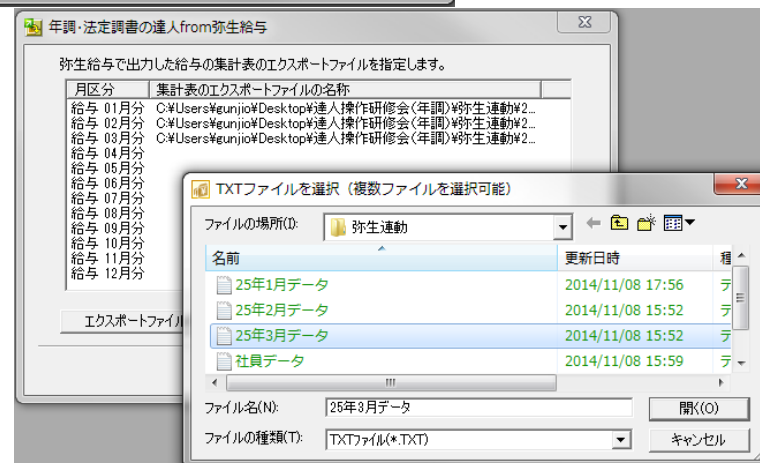 年調・法定調書の達人from弥生給与
弥生給与で出力した給与の集計表のエクスポートファイルを指定します。
月区分 集計表のエクスポートファイルの名称
給与 01月分 C:¥Users¥gunjio¥Desktop¥達人操作研修会(年調)¥弥生連動¥2...
給与 02月分 C:¥Users¥gunjio¥Desktop¥達人操作研修会(年調)¥弥生連動¥2...
給与 03月分 C:¥Users¥gunjio¥Desktop¥達人操作研修会(年調)¥弥生連動¥2...
給与 04月分
給与 05月分
給与 06月分
給与 07月分
給与 08月分
給与 09月分
給与 10月分
給与 11月分
給与 12月分
エクスポートファイル
TXTファイルを選択(複数ファイルを選択可能)
ファイルの場所(I): 弥生連動
名前 更新日時 種
25年1月データ 2014/11/08 17:56 テ
25年2月データ 2014/11/08 15:52 テ
25年3月データ 2014/11/08 15:52 テ
社員データ 2014/11/08 15:59 テ
ファイル名(N): 25年3月データ 開く(O)
ファイルの種類(T): TXTファイル(*.TXT) キャンセル